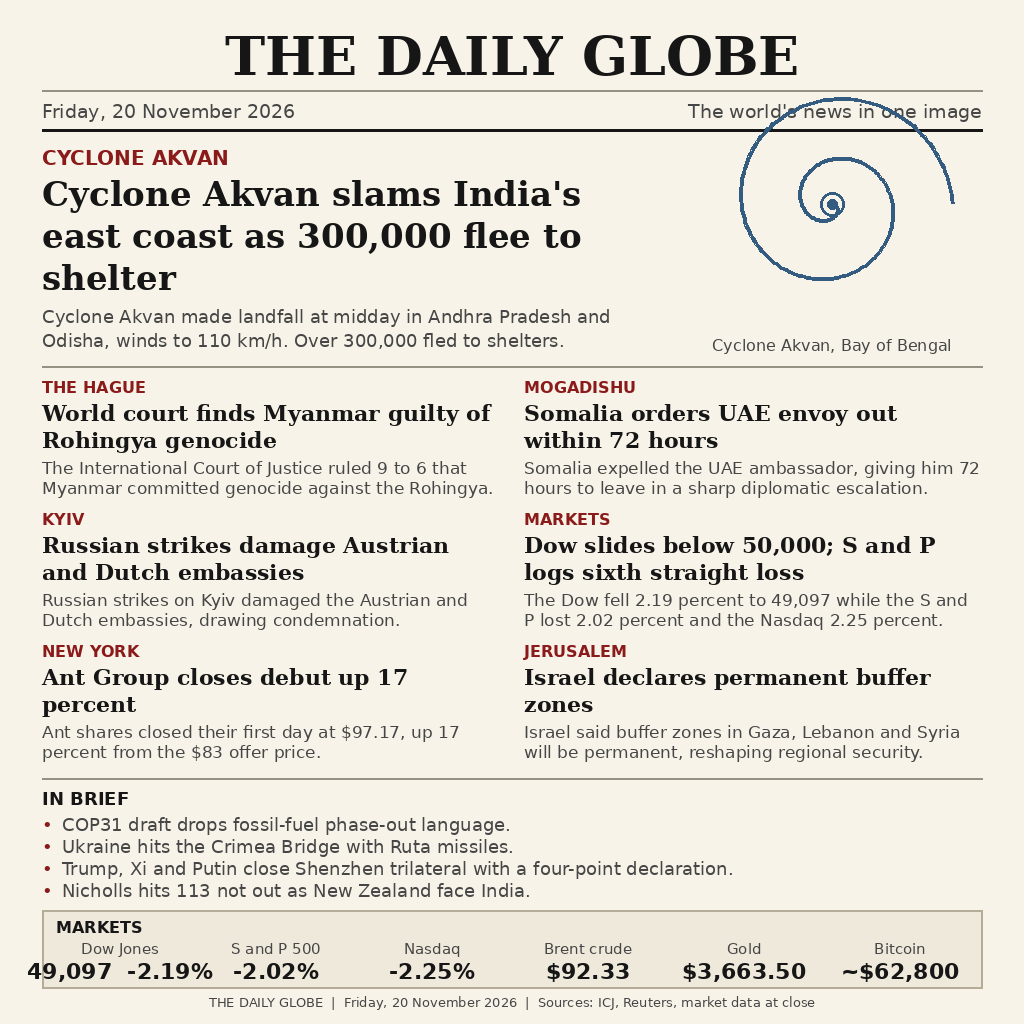 THE DAILY GLOBE
Friday, 20 November 2026
The world's news in one image
CYCLONE AKVAN
Cyclone Akvan slams India's
east coast as 300,000 flee to
shelter
Cyclone Akvan made landfall at midday in Andhra Pradesh and
Odisha, winds to 110 km/h. Over 300,000 fled to shelters.
Cyclone Akvan, Bay of Bengal
THE HAGUE
World court finds Myanmar guilty of
Rohingya genocide
The International Court of Justice ruled 9 to 6 that
Myanmar committed genocide against the Rohingya.
MOGADISHU
Somalia orders UAE envoy out
within 72 hours
Somalia expelled the UAE ambassador, giving him 72
hours to leave in a sharp diplomatic escalation.
KYIV
Russian strikes damage Austrian
and Dutch embassies
Russian strikes on Kyiv damaged the Austrian and
Dutch embassies, drawing condemnation.
MARKETS
Dow slides below 50,000; S and P
logs sixth straight loss
The Dow fell 2.19 percent to 49,097 while the S and
P lost 2.02 percent and the Nasdaq 2.25 percent.
NEW YORK
Ant Group closes debut up 17
percent
Ant shares closed their first day at $97.17, up 17
percent from the $83 offer price.
JERUSALEM
Israel declares permanent buffer
zones
Israel said buffer zones in Gaza, Lebanon and Syria
will be permanent, reshaping regional security.
IN BRIEF
• COP31 draft drops fossil-fuel phase-out language.
• Ukraine hits the Crimea Bridge with Ruta missiles.
• Trump, Xi and Putin close Shenzhen trilateral with a four-point declaration.
• Nicholls hits 113 not out as New Zealand face India.
MARKETS
Dow Jones S and P 500 Nasdaq Brent crude Gold Bitcoin
49,097 -2.19% -2.02% -2.25% $92.33 $3,663.50 ~$62,800
THE DAILY GLOBE | Friday, 20 November 2026 | Sources: ICJ, Reuters, market data at close